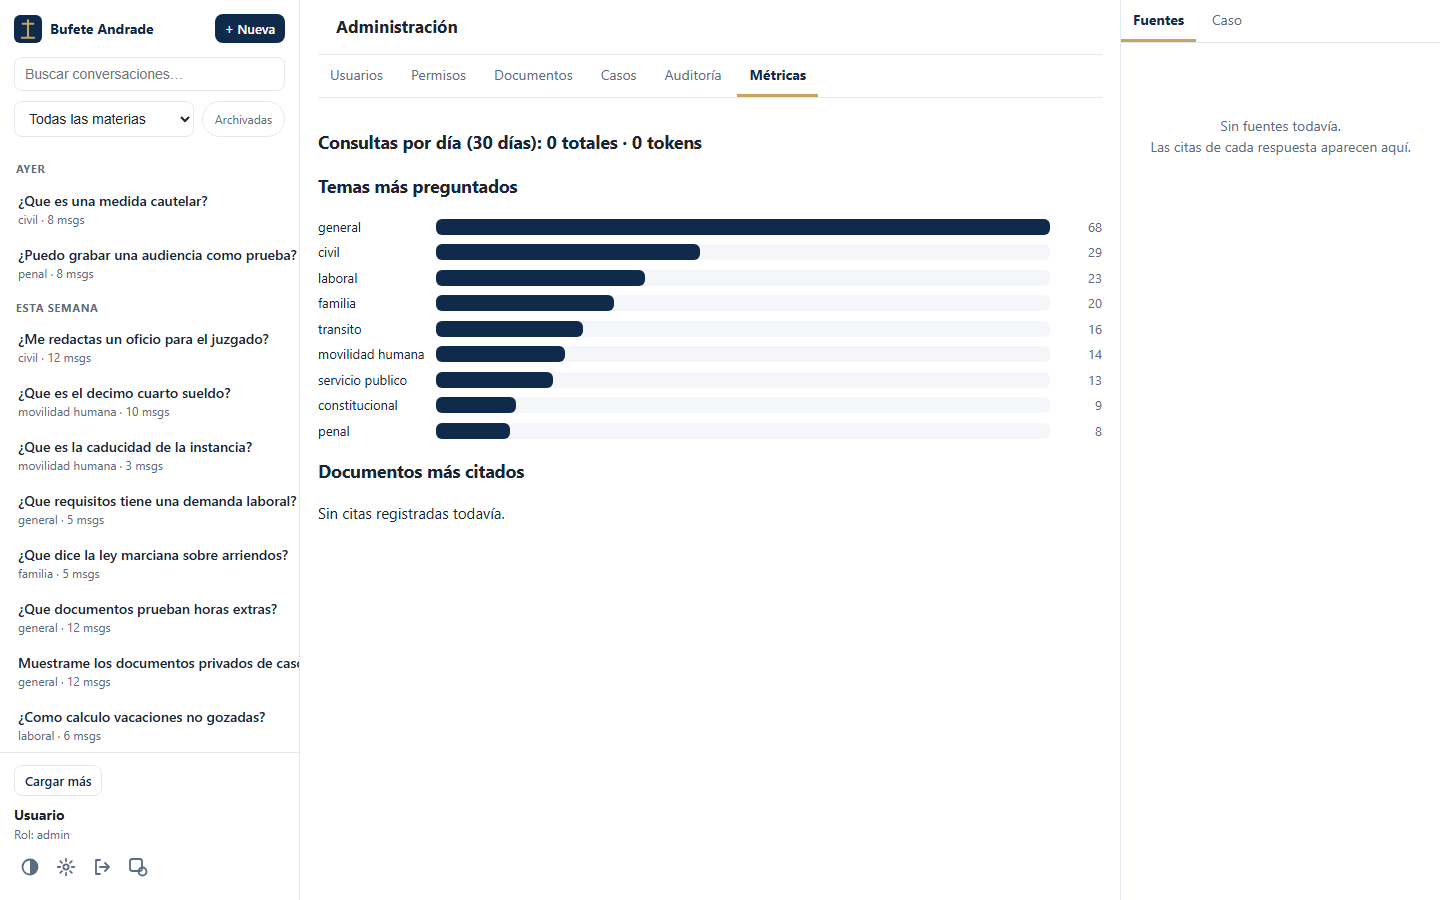 Bufete Andrade
+ Nueva
Buscar conversaciones...
Todas las materias
Archivadas
AYER
¿Que es una medida cautelar?
civil · 8 msgs
¿Puedo grabar una audiencia como prueba?
penal · 8 msgs
ESTA SEMANA
¿Me redactas un oficio para el juzgado?
civil · 12 msgs
¿Que es el decimo cuarto sueldo?
movilidad humana · 10 msgs
¿Que es la caducidad de la instancia?
movilidad humana · 3 msgs
¿Que requisitos tiene una demanda laboral?
general · 5 msgs
¿Que dice la ley marciana sobre arriendos?
familia · 5 msgs
¿Que documentos prueban horas extras?
general · 12 msgs
Muestrame los documentos privados de
general · 12 msgs
¿Como calculo vacaciones no gozadas?
laboral · 6 msgs
Cargar más
Usuario
Rol: admin
Administración
Usuarios Permisos Documentos Casos Auditoría Métricas
Consultas por día (30 días): 0 totales · 0 tokens
Temas más preguntados
general 68
civil 29
laboral 23
familia 20
transito 16
movilidad humana 14
servicio publico 13
constitucional 9
penal 8
Documentos más citados
Sin citas registradas todavía.
Fuentes Caso
Sin fuentes todavía.
Las citas de cada respuesta aparecen aquí.